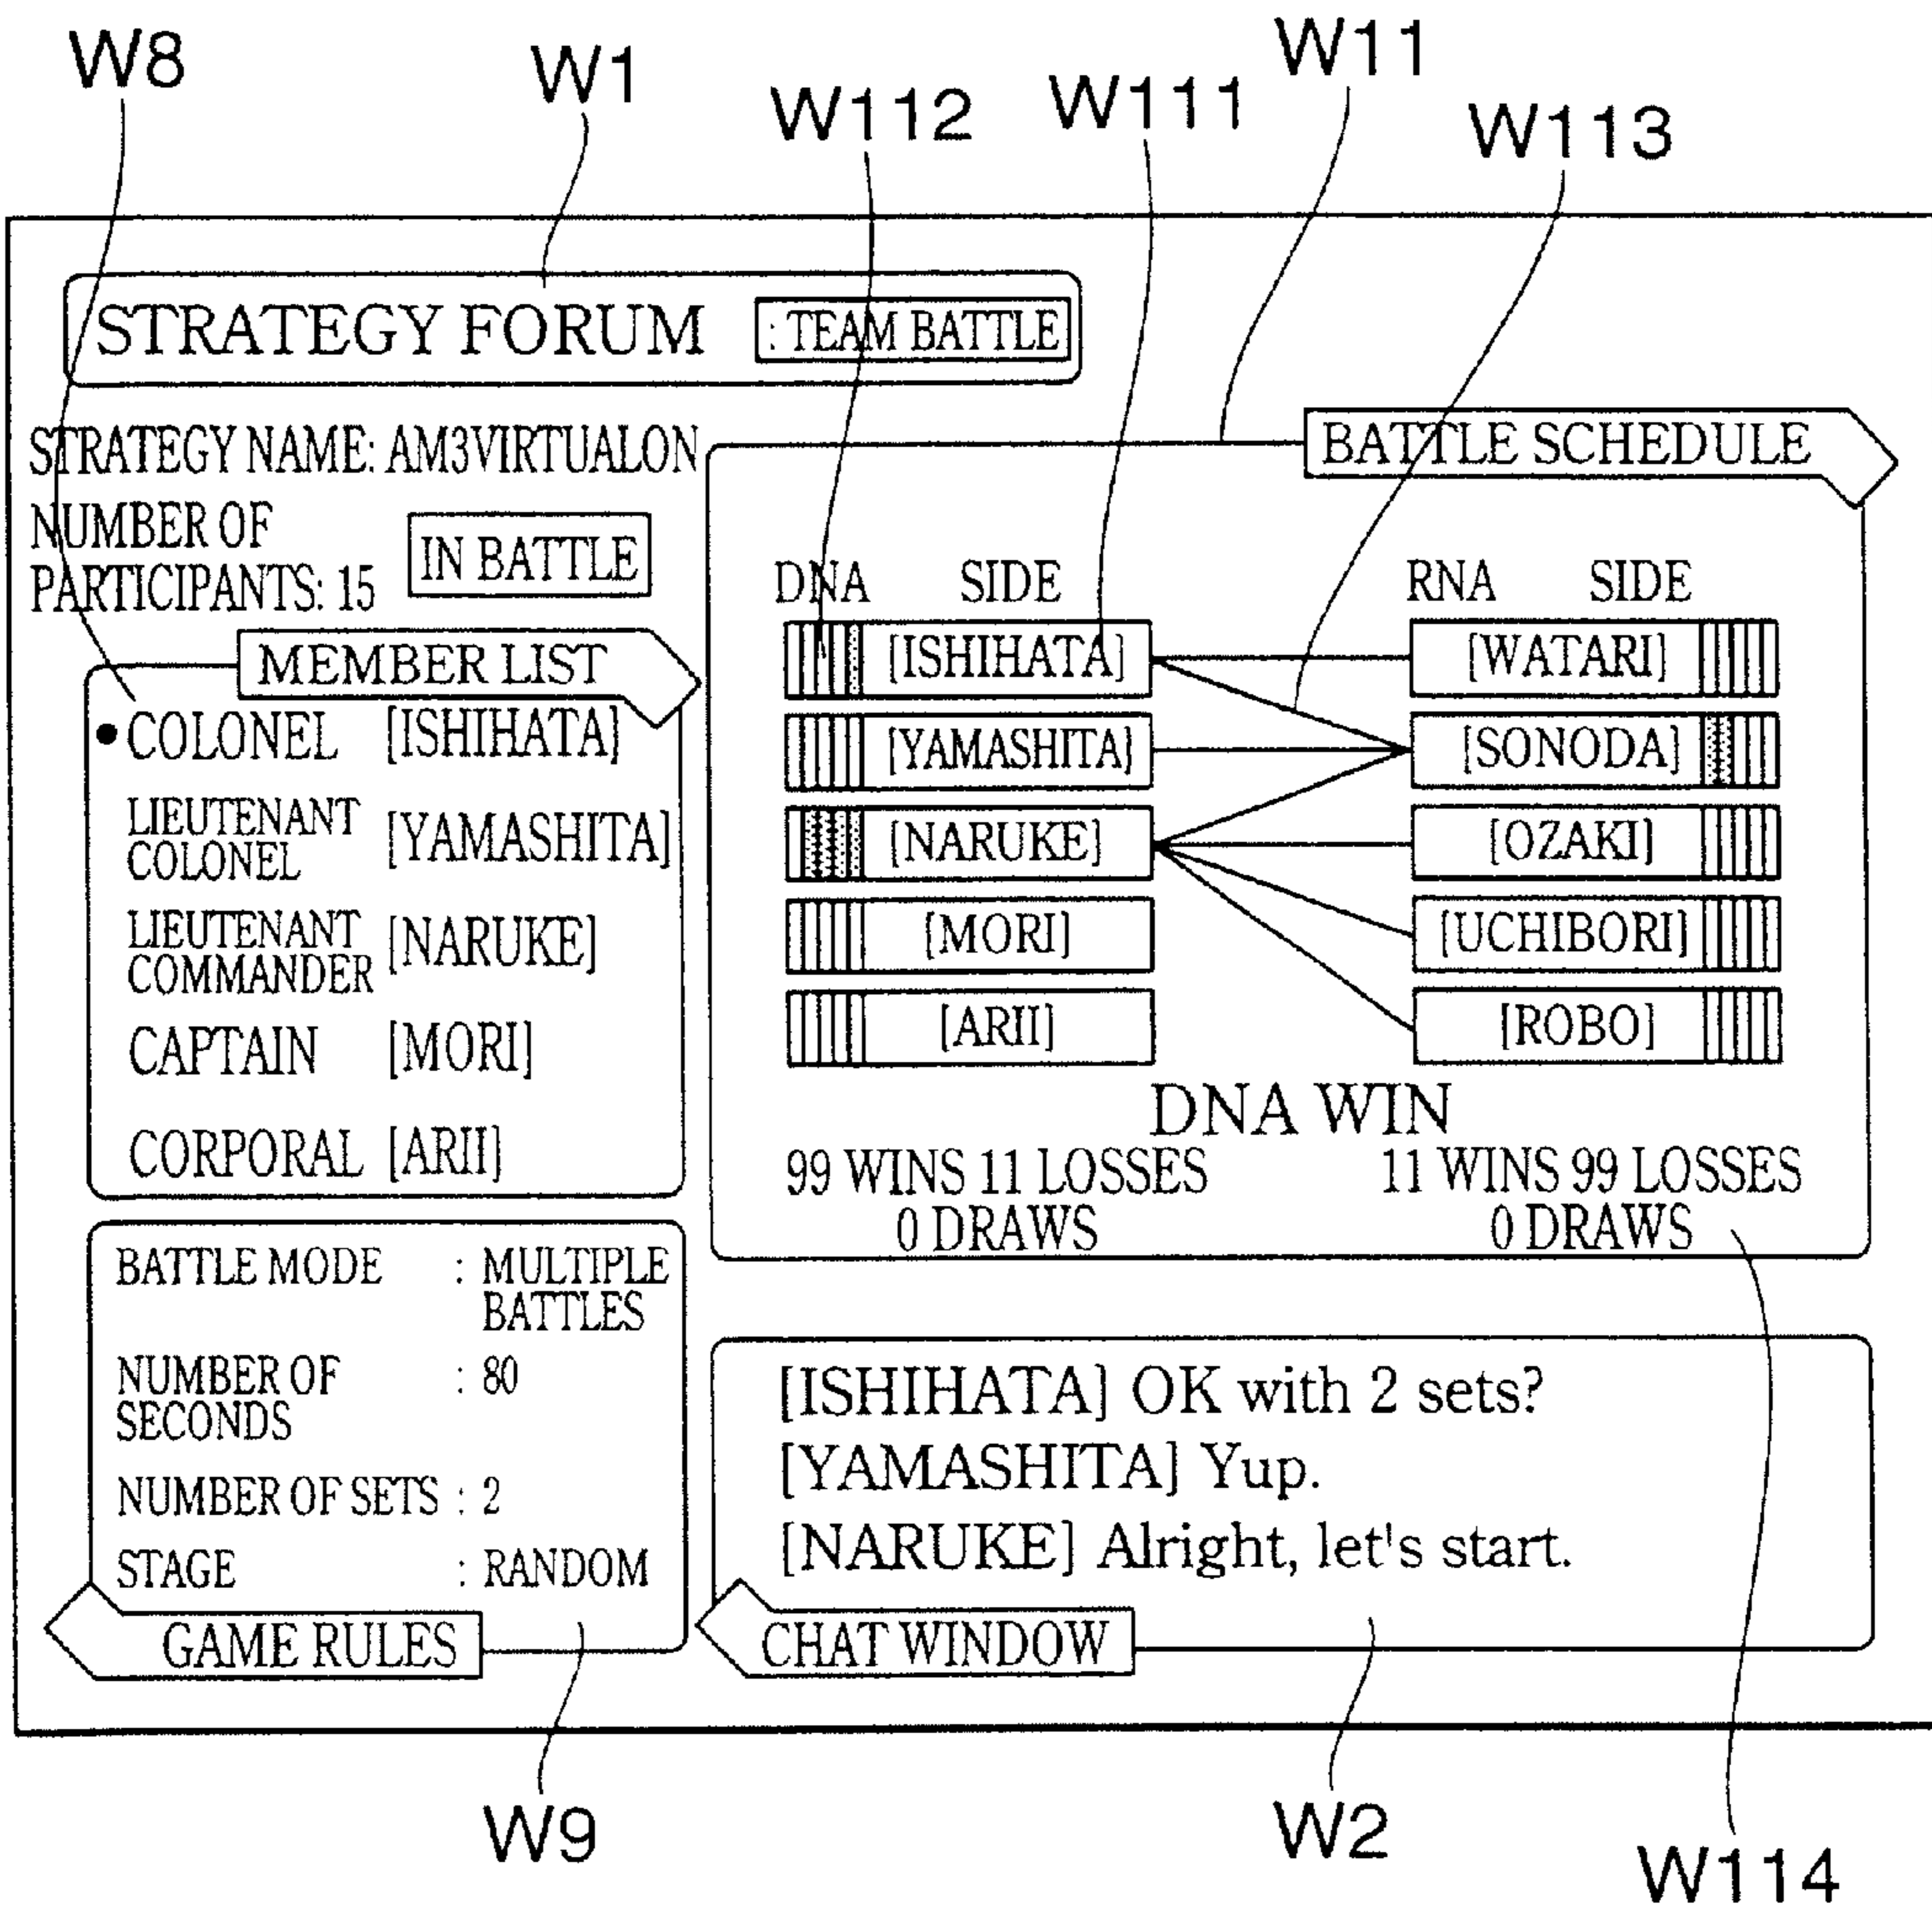 W8 W1 W112 W111 W11 W113
STRATEGY FORUM : TEAM BATTLE
STRATEGY NAME: AM3VIRTUALON
NUMBER OF
PARTICIPANTS: 15
IN BATTLE
MEMBER LIST
• COLONEL [ISHIHATA]
LIEUTENANT
COLONEL [YAMASHITA]
LIEUTENANT
COMMANDER [NARUKE]
CAPTAIN [MORI]
CORPORAL [ARII]
BATTLE SCHEDULE
DNA SIDE RNA SIDE
[ISHIHATA] [WATARI]
[YAMASHITA] [SONODA]
[NARUKE] [OZAKI]
[MORI] [UCHIBORI]
[ARII] [ROBO]
DNA WIN
99 WINS 11 LOSSES 11 WINS 99 LOSSES
0 DRAWS 0 DRAWS
BATTLE MODE : MULTIPLE
BATTLES
NUMBER OF : 80
SECONDS
NUMBER OF SETS : 2
STAGE : RANDOM
GAME RULES
[ISHIHATA] OK with 2 sets?
[YAMASHITA] Yup.
[NARUKE] Alright, let's start.
CHAT WINDOW
W9 W2 W114